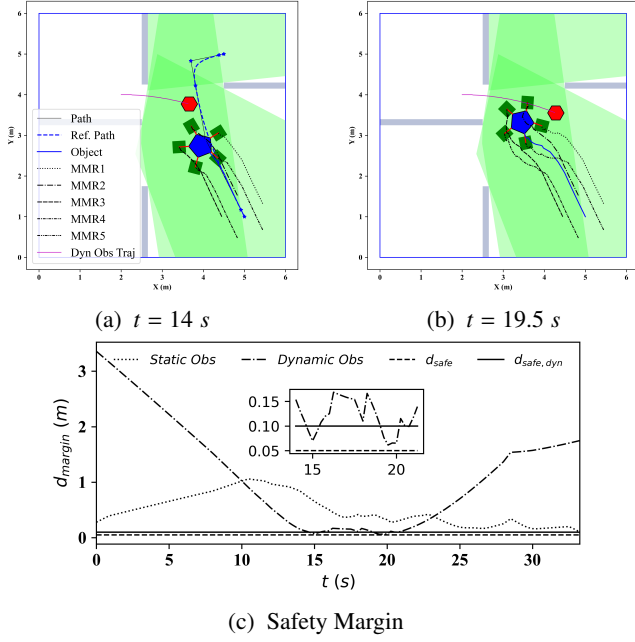 6
5
4
3
2
1
0
Y (m)
0 1 2 3 4 5 6
X (m)
Path
Ref. Path
Object
MMR1
MMR2
MMR3
MMR4
MMR5
Dyn Obs Traj
6
5
4
3
2
1
0
Y (m)
0 1 2 3 4 5 6
X (m)
(a) t = 14 s
(b) t = 19.5 s
Static Obs Dynamic Obs d_safe d_safe, dyn
3
2
1
0
d_margin (m)
0.15
0.10
0.05
15 20
0 5 10 15 20 25 30
t (s)
(c) Safety Margin